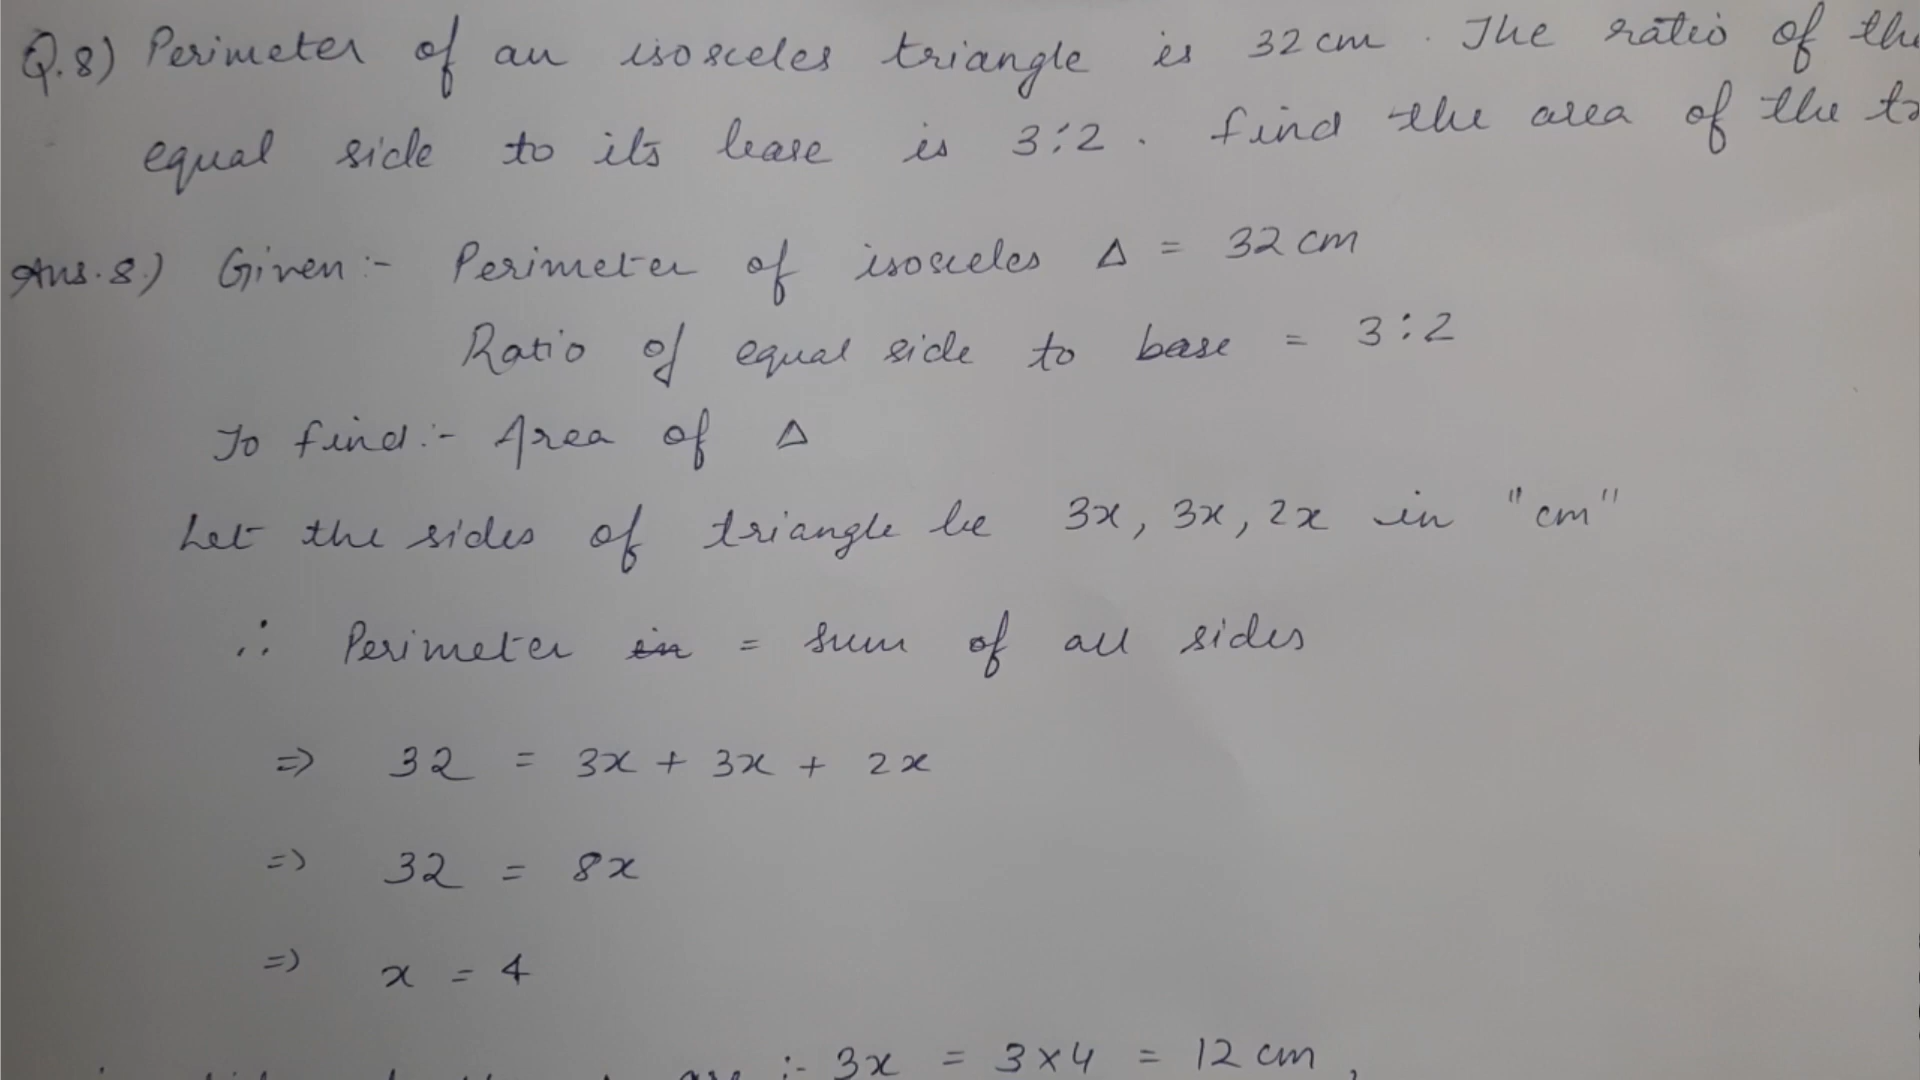 Q.8) Perimeter of an isosceles triangle is 32 cm. The ratio of the
equal side to its base is 3:2. find the area of the
Ans.8.) Given :- Perimeter of isosceles Δ = 32 cm
Ratio of equal side to base = 3:2
To find :- Area of Δ
Let the sides of triangle be 3x, 3x, 2x in "cm"
∴ Perimeter = Sum of all sides
=> 32 = 3x + 3x + 2x
=> 32 = 8x
=> x = 4
are :- 3x = 3×4 = 12 cm,